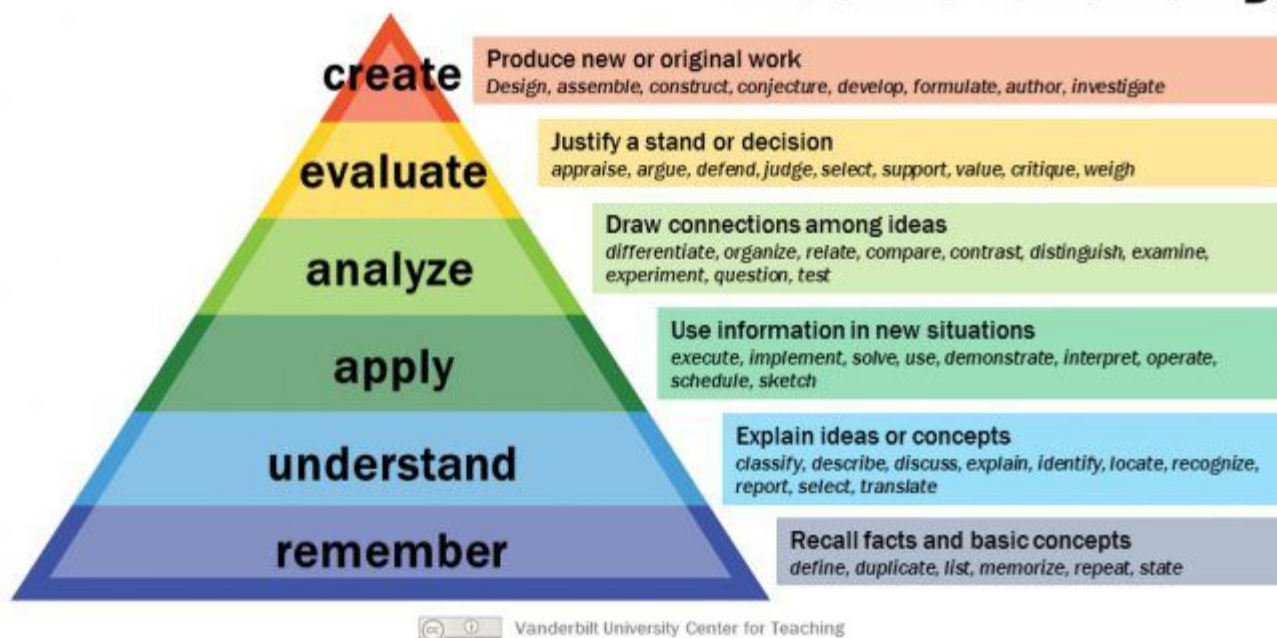 create
Produce new or original work
Design, assemble, construct, conjecture, develop, formulate, author, investigate
evaluate
Justify a stand or decision
appraise, argue, defend, judge, select, support, value, critique, weigh
analyze
Draw connections among ideas
differentiate, organize, relate, compare, contrast, distinguish, examine,
experiment, question, test
apply
Use information in new situations
execute, implement, solve, use, demonstrate, interpret, operate,
schedule, sketch
understand
Explain ideas or concepts
classify, describe, discuss, explain, identify, locate, recognize,
report, select, translate
remember
Recall facts and basic concepts
define, duplicate, list, memorize, repeat, state
cc Vanderbilt University Center for Teaching